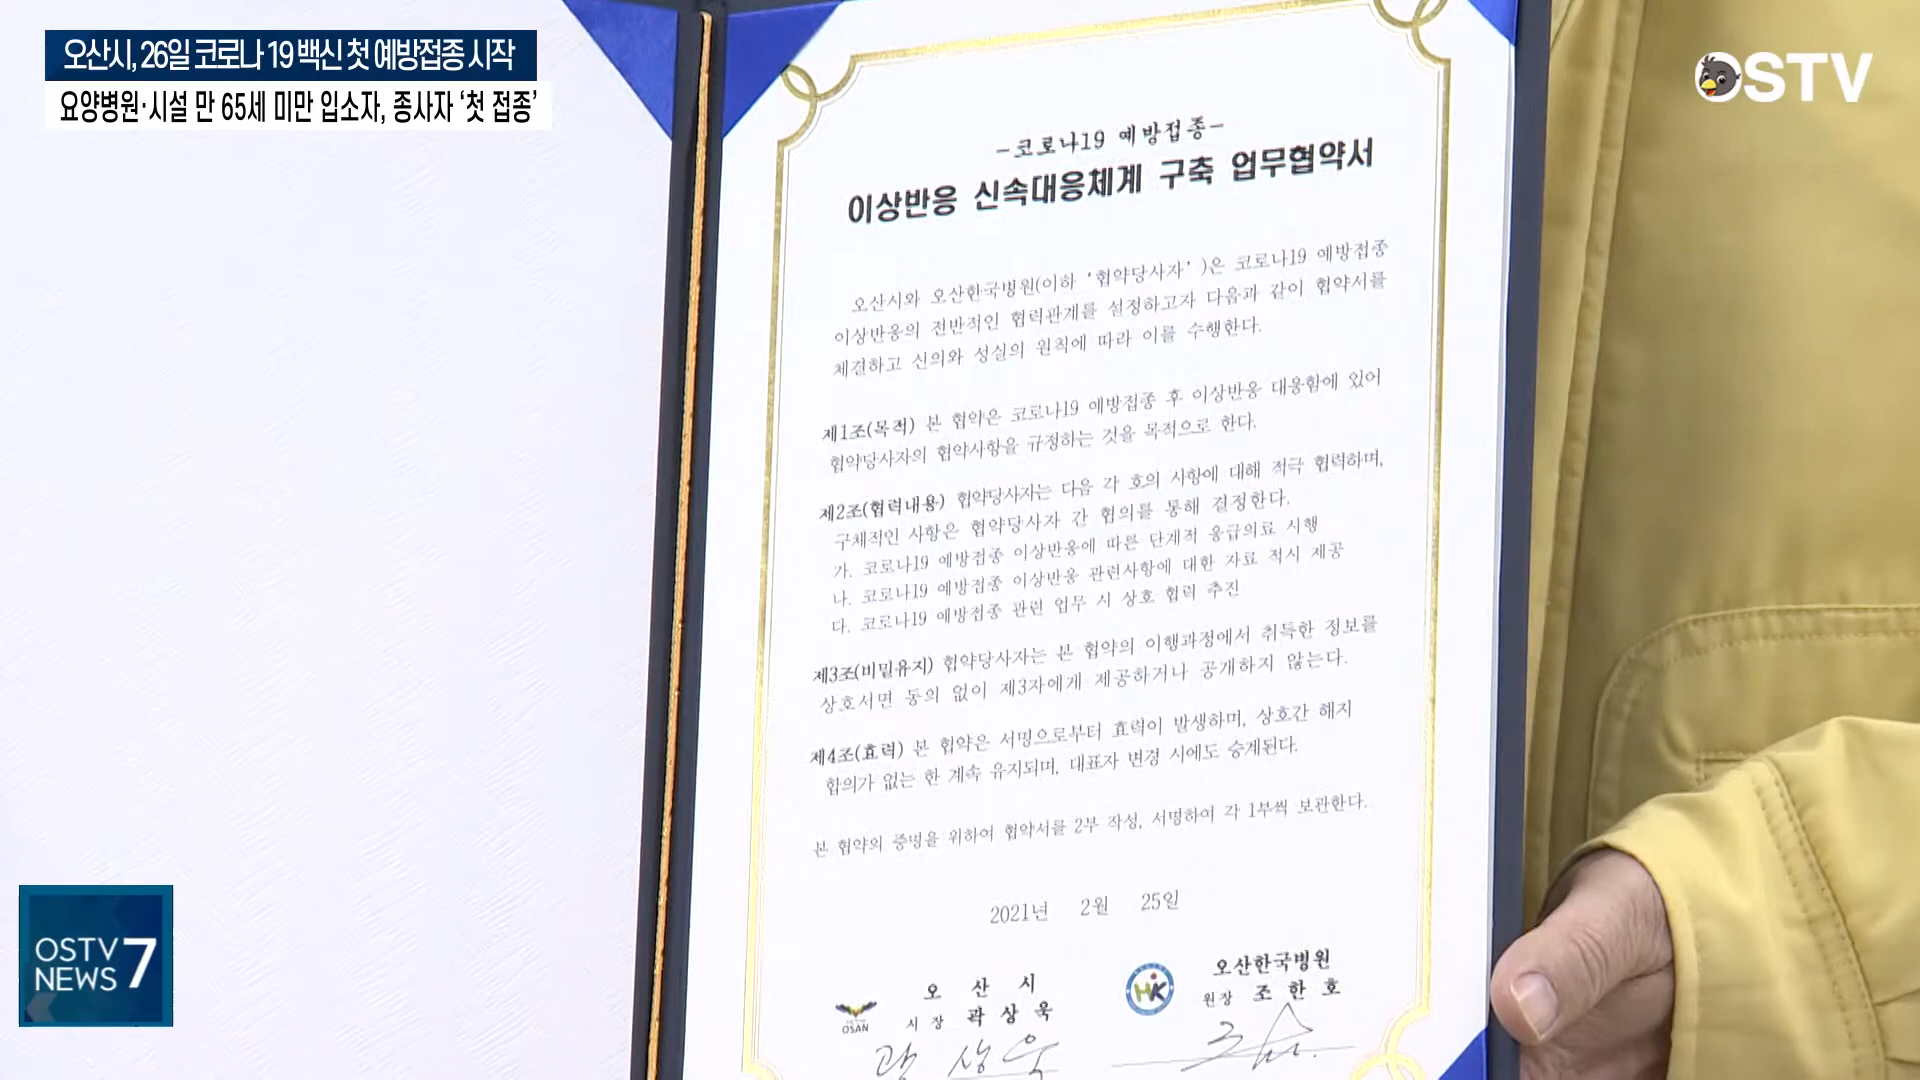 오산시, 26일 코로나 19 백신 첫 예방접종 시작
요양병원·시설 만 65세 미만 입소자, 종사자 ‘첫 접종’
OSTV
-코로나19 예방접종-
이상반응 신속대응체계 구축 업무협약서
오산시와 오산한국병원(이하 '협약당사자')은 코로나19 예방접종
이상반응의 전반적인 협력관계를 설정하고자 다음과 같이 협약서를
체결하고 신의와 성실의 원칙에 따라 이를 수행한다.
제1조(목적) 본 협약은 코로나19 예방접종 후 이상반응 대응함에 있어
협약당사자의 협약사항을 규정하는 것을 목적으로 한다.
제2조(협력내용) 협약당사자는 다음 각 호의 사항에 대해 적극 협력하며,
구체적인 사항은 협약당사자 간 협의를 통해 결정한다.
가. 코로나19 예방접종 이상반응에 따른 단계적 응급의료 시행
나. 코로나19 예방접종 이상반응 관련사항에 대한 자료 적시 제공
다. 코로나19 예방접종 관련 업무 시 상호 협력 추진
제3조(비밀유지) 협약당사자는 본 협약의 이행과정에서 취득한 정보를
상호서면 동의 없이 제3자에게 제공하거나 공개하지 않는다.
제4조(효력) 본 협약은 서명으로부터 효력이 발생하며, 상호간 해지
합의가 없는 한 계속 유지되며, 대표자 변경 시에도 승계된다.
본 협약의 증명을 위하여 협약서를 2부 작성, 서명하여 각 1부씩 보관한다.
2021년 2월 25일
오 산 시
시장 곽 상 욱
OSAN
곽 상 욱
HK
오산한국병원
원장 조 한 호
OSTV
NEWS 7